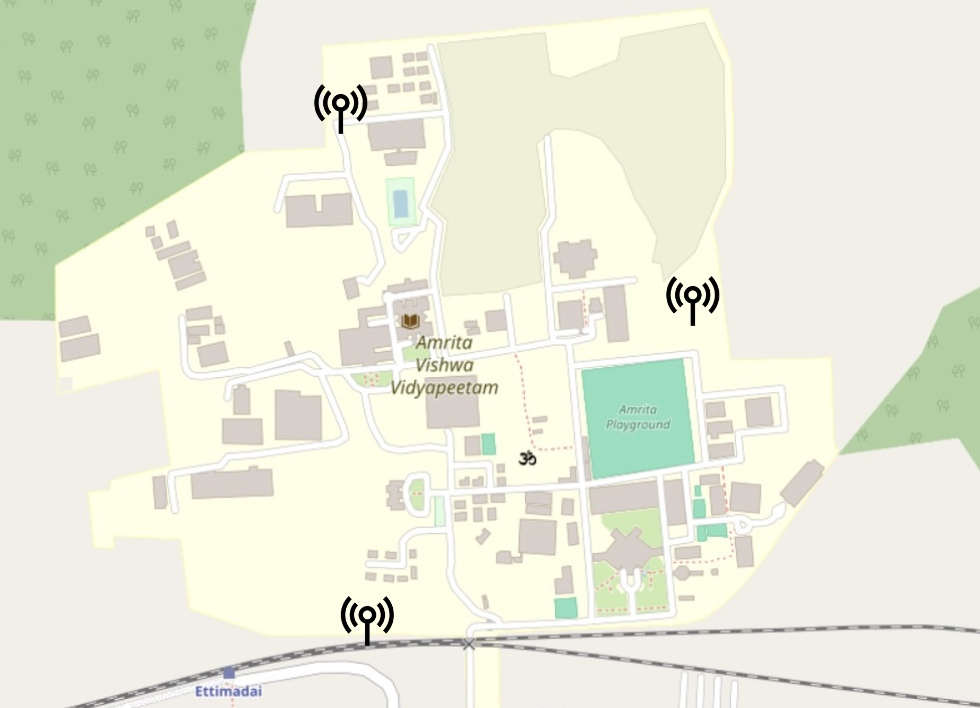 Amrita
Vishwa
Vidyapeetam
Amrita
Playground
ॐ
Ettimadai